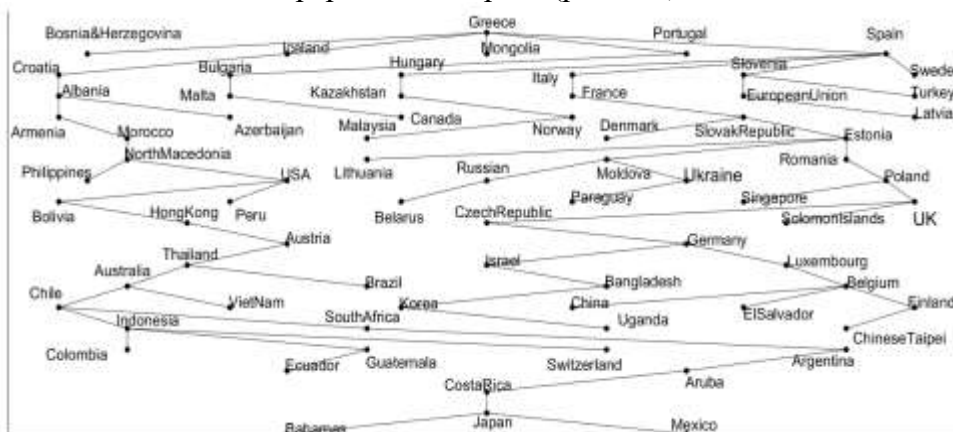 Greece
Bosnia&Herzegovina Iceland Mongolia Portugal Spain
Croatia Bulgaria Hungary Italy Slovenia Swede
Albania Malta Kazakhstan France EuropeanUnion Turkey
Armenia Morocco Azerbaijan Malaysia Canada Norway Denmark SlovakRepublic Estonia Latvia
NorthMacedonia Lithuania Russian Moldova Ukraine Romania
Philippines USA Belarus Paraguay Singapore Poland
Bolivia HongKong Peru CzechRepublic SolomonIslands UK
Thailand Austria Israel Germany Luxembourg
Australia Brazil Bangladesh Belgium
Chile VietNam Korea China ElSalvador Finland
Indonesia SouthAfrica Uganda ChineseTaipei
Colombia Ecuador Guatemala Switzerland Argentina
CostaRica Aruba
Japan
Bahamas Mexico